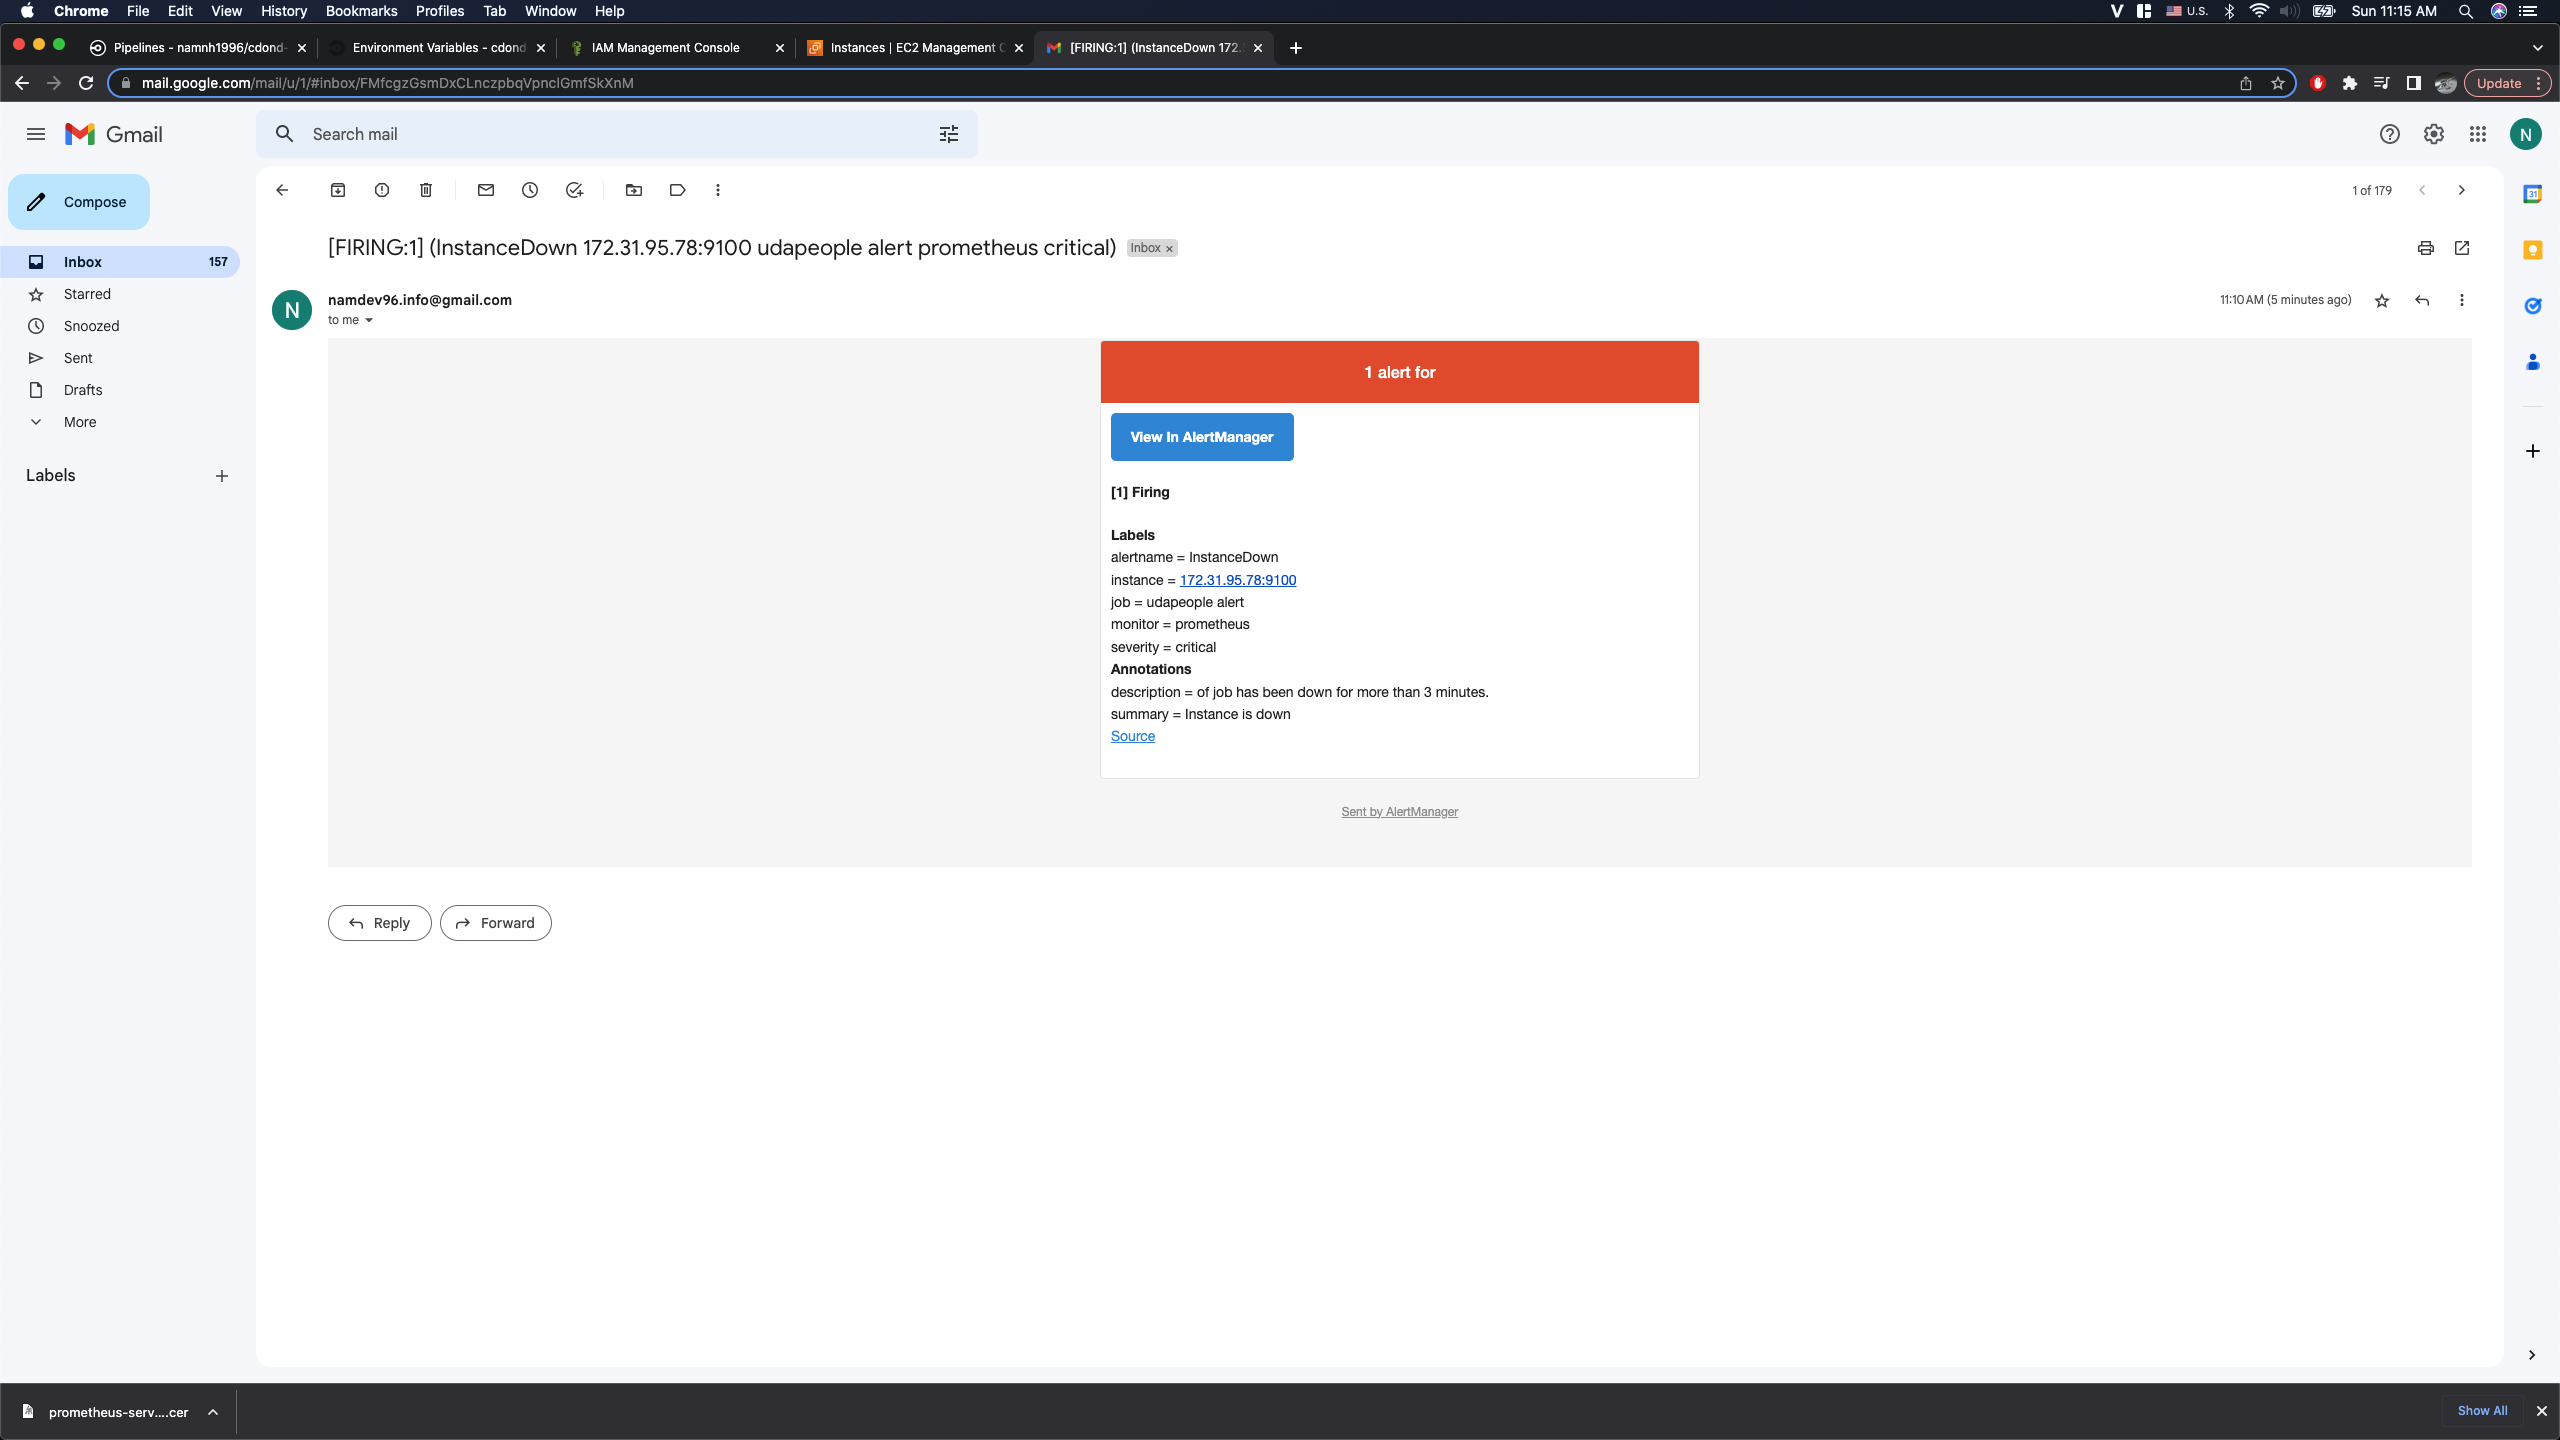 Chrome File Edit View History Bookmarks Profiles Tab Window Help
U.S. Sun 11:15 AM
Pipelines - namnh1996/cdond-
Environment Variables - cdond
IAM Management Console
Instances | EC2 Management C
[FIRING:1] (InstanceDown 172.
mail.google.com/mail/u/1/#inbox/FMfcgzGsmDxCLnczpbqVpnclGmfSkXnM
Update
Gmail
Search mail
N
Compose
1 of 179
31
[FIRING:1] (InstanceDown 172.31.95.78:9100 udapeople alert prometheus critical)
Inbox ×
Inbox 157
Starred
Snoozed
Sent
Drafts
More
Labels
N
namdev96.info@gmail.com
to me
11:10 AM (5 minutes ago)
1 alert for
View In AlertManager
[1] Firing
Labels
alertname = InstanceDown
instance = 172.31.95.78:9100
job = udapeople alert
monitor = prometheus
severity = critical
Annotations
description = of job has been down for more than 3 minutes.
summary = Instance is down
Source
Sent by AlertManager
Reply
Forward
prometheus-serv....cer
Show All